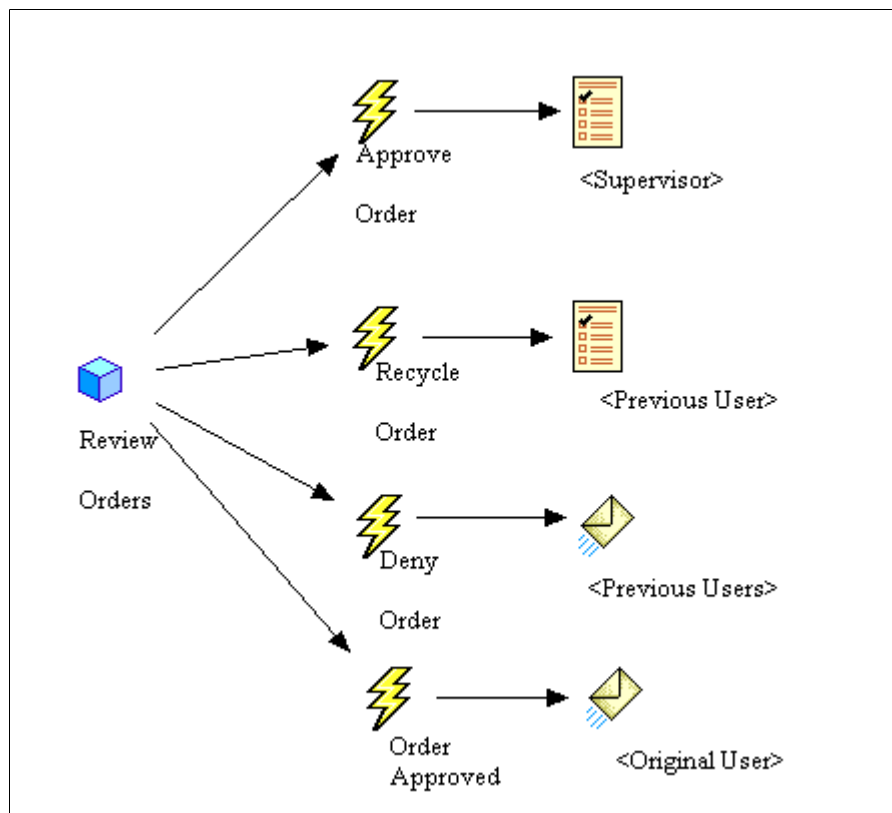 Approve
Order
<Supervisor>
Recycle
Order
<Previous User>
Review
Orders
Deny
Order
<Previous Users>
Order
Approved
<Original User>